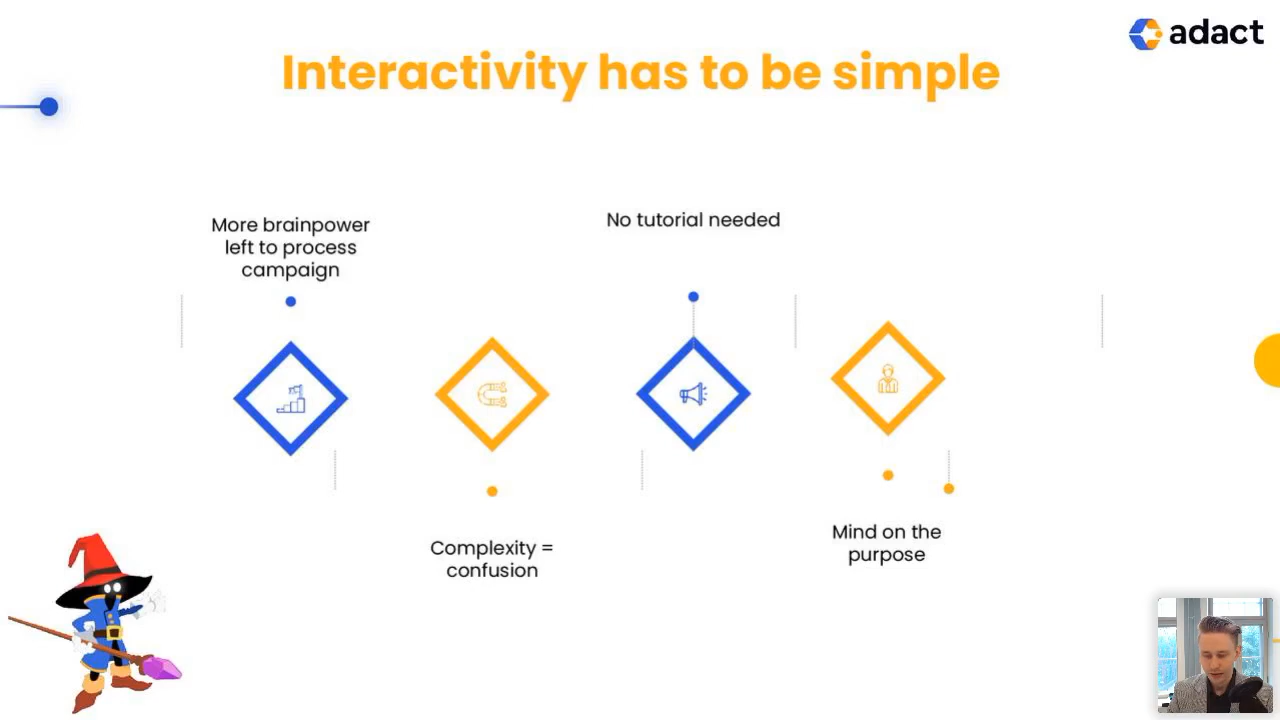 adact
Interactivity has to be simple
More brainpower
left to process
campaign
No tutorial needed
Complexity =
confusion
Mind on the
purpose